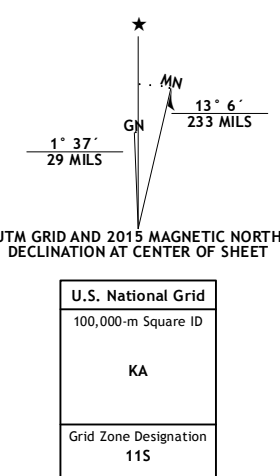 MN
GN
13° 6´
233 MILS
1° 37´
29 MILS
UTM GRID AND 2015 MAGNETIC NORTH
DECLINATION AT CENTER OF SHEET
U.S. National Grid
100,000-m Square ID
KA
Grid Zone Designation
11S